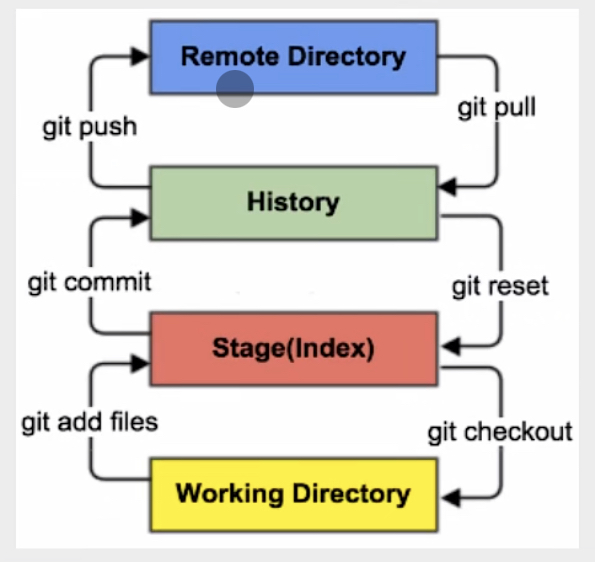 Remote Directory
git push
git pull
History
git commit
git reset
Stage(Index)
git add files
git checkout
Working Directory